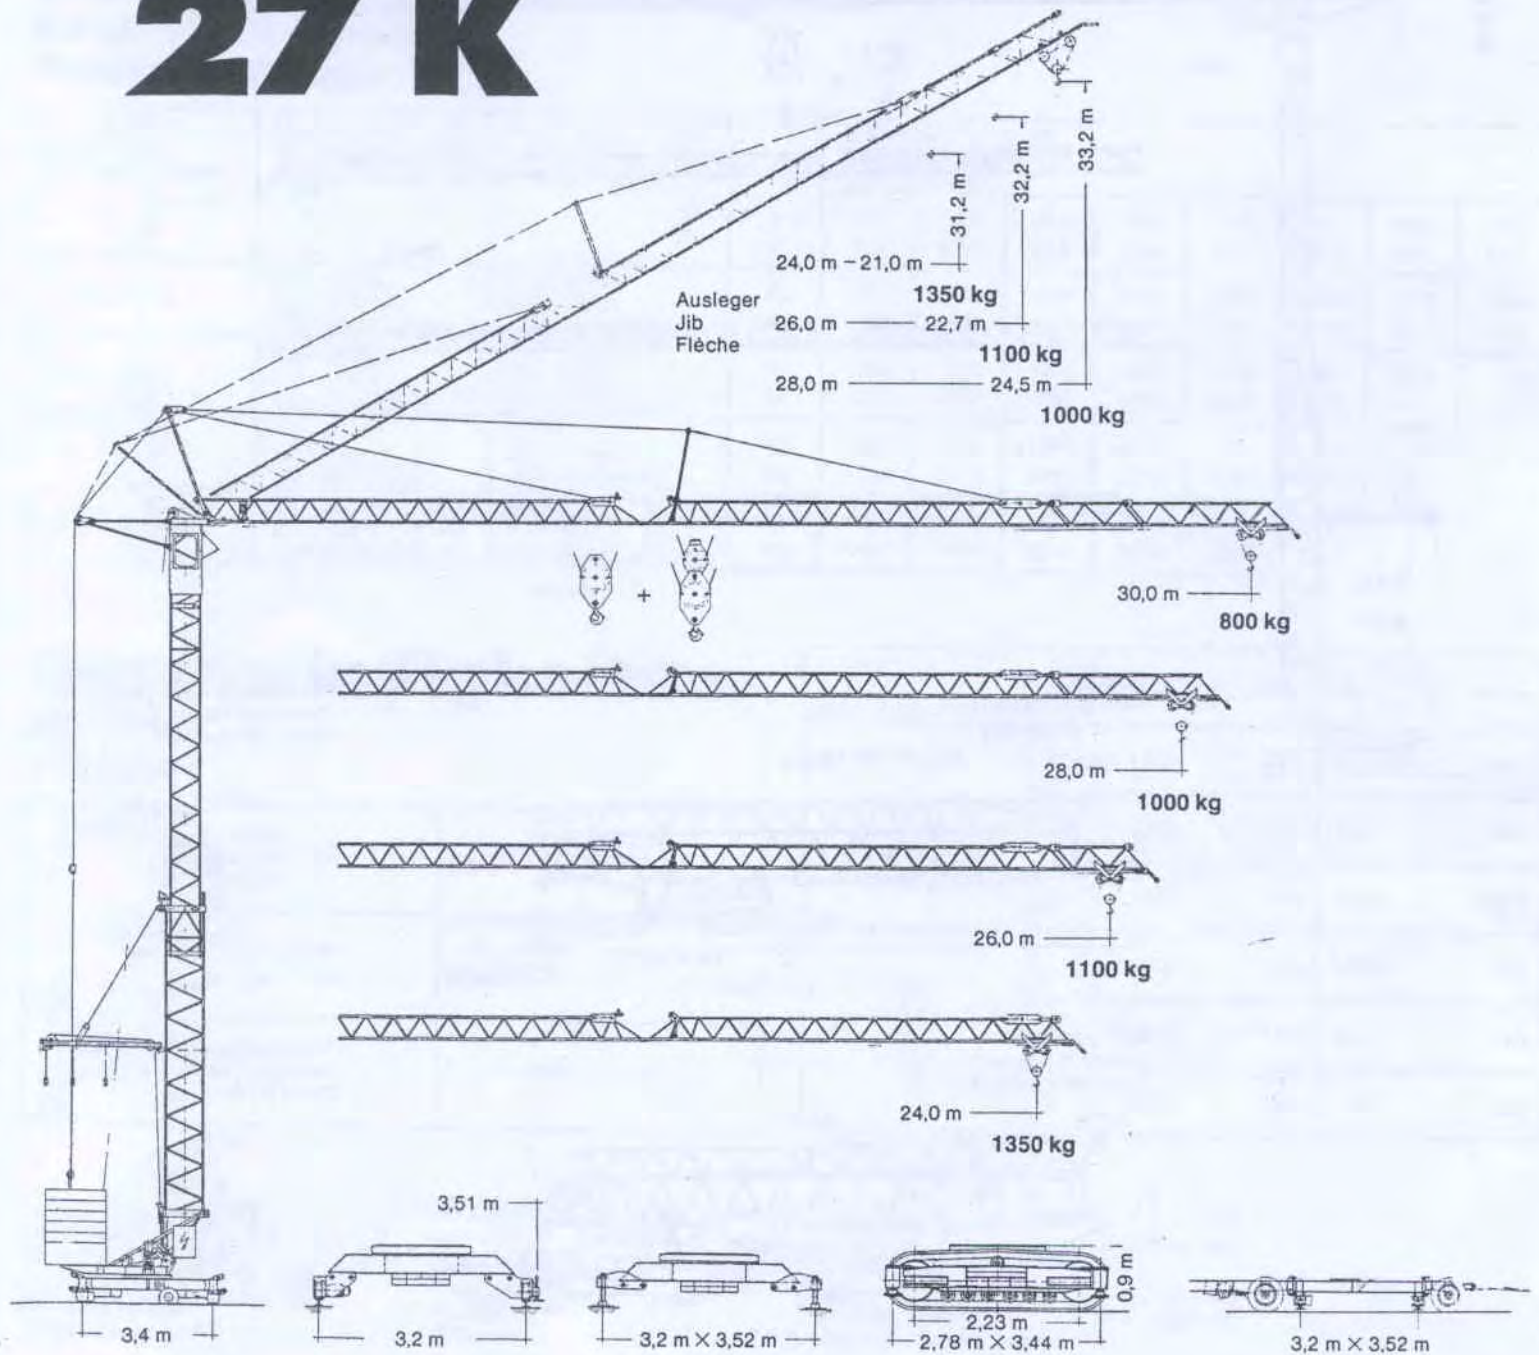 27 K
33,2 m
32,2 m
31,2 m
24,0 m – 21,0 m
1350 kg
Ausleger
Jib
Flèche
26,0 m 22,7 m
1100 kg
28,0 m 24,5 m
1000 kg
+
30,0 m
800 kg
28,0 m
1000 kg
26,0 m
1100 kg
24,0 m
1350 kg
3,51 m
0,9 m
3,4 m
3,2 m
3,2 m × 3,52 m
2,23 m
2,78 m × 3,44 m
3,2 m × 3,52 m